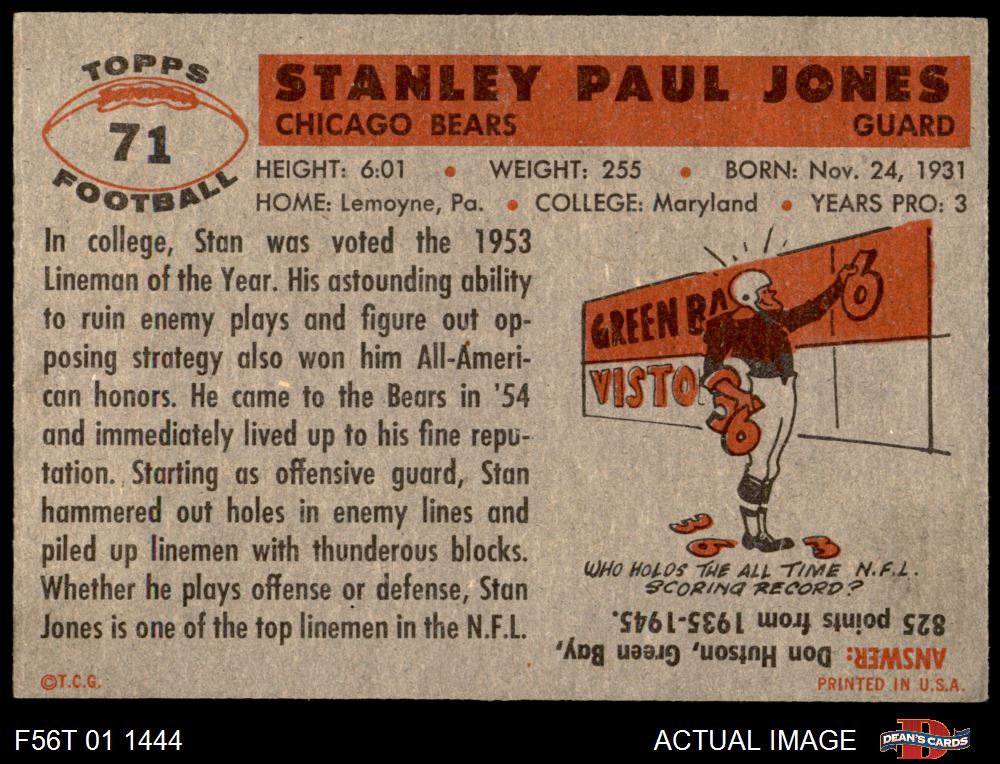 TOPPS
71
FOOTBALL
STANLEY PAUL JONES
CHICAGO BEARS GUARD
HEIGHT: 6:01 • WEIGHT: 255 • BORN: Nov. 24, 1931
HOME: Lemoyne, Pa. • COLLEGE: Maryland • YEARS PRO: 3
In college, Stan was voted the 1953
Lineman of the Year. His astounding ability
to ruin enemy plays and figure out op-
posing strategy also won him All-Ameri-
can honors. He came to the Bears in '54
and immediately lived up to his fine repu-
tation. Starting as offensive guard, Stan
hammered out holes in enemy lines and
piled up linemen with thunderous blocks.
Whether he plays offense or defense, Stan
Jones is one of the top linemen in the N.F.L.
©T.C.G.
GREEN BA
6
VISTO
36
3
6
3
WHO HOLDS THE ALL TIME N.F.L.
SCORING RECORD?
ANSWER: Don Hutson, Green Bay,
825 points from 1935-1945.
PRINTED IN U.S.A.
F56T 01 1444
ACTUAL IMAGE
DEAN'S CARDS